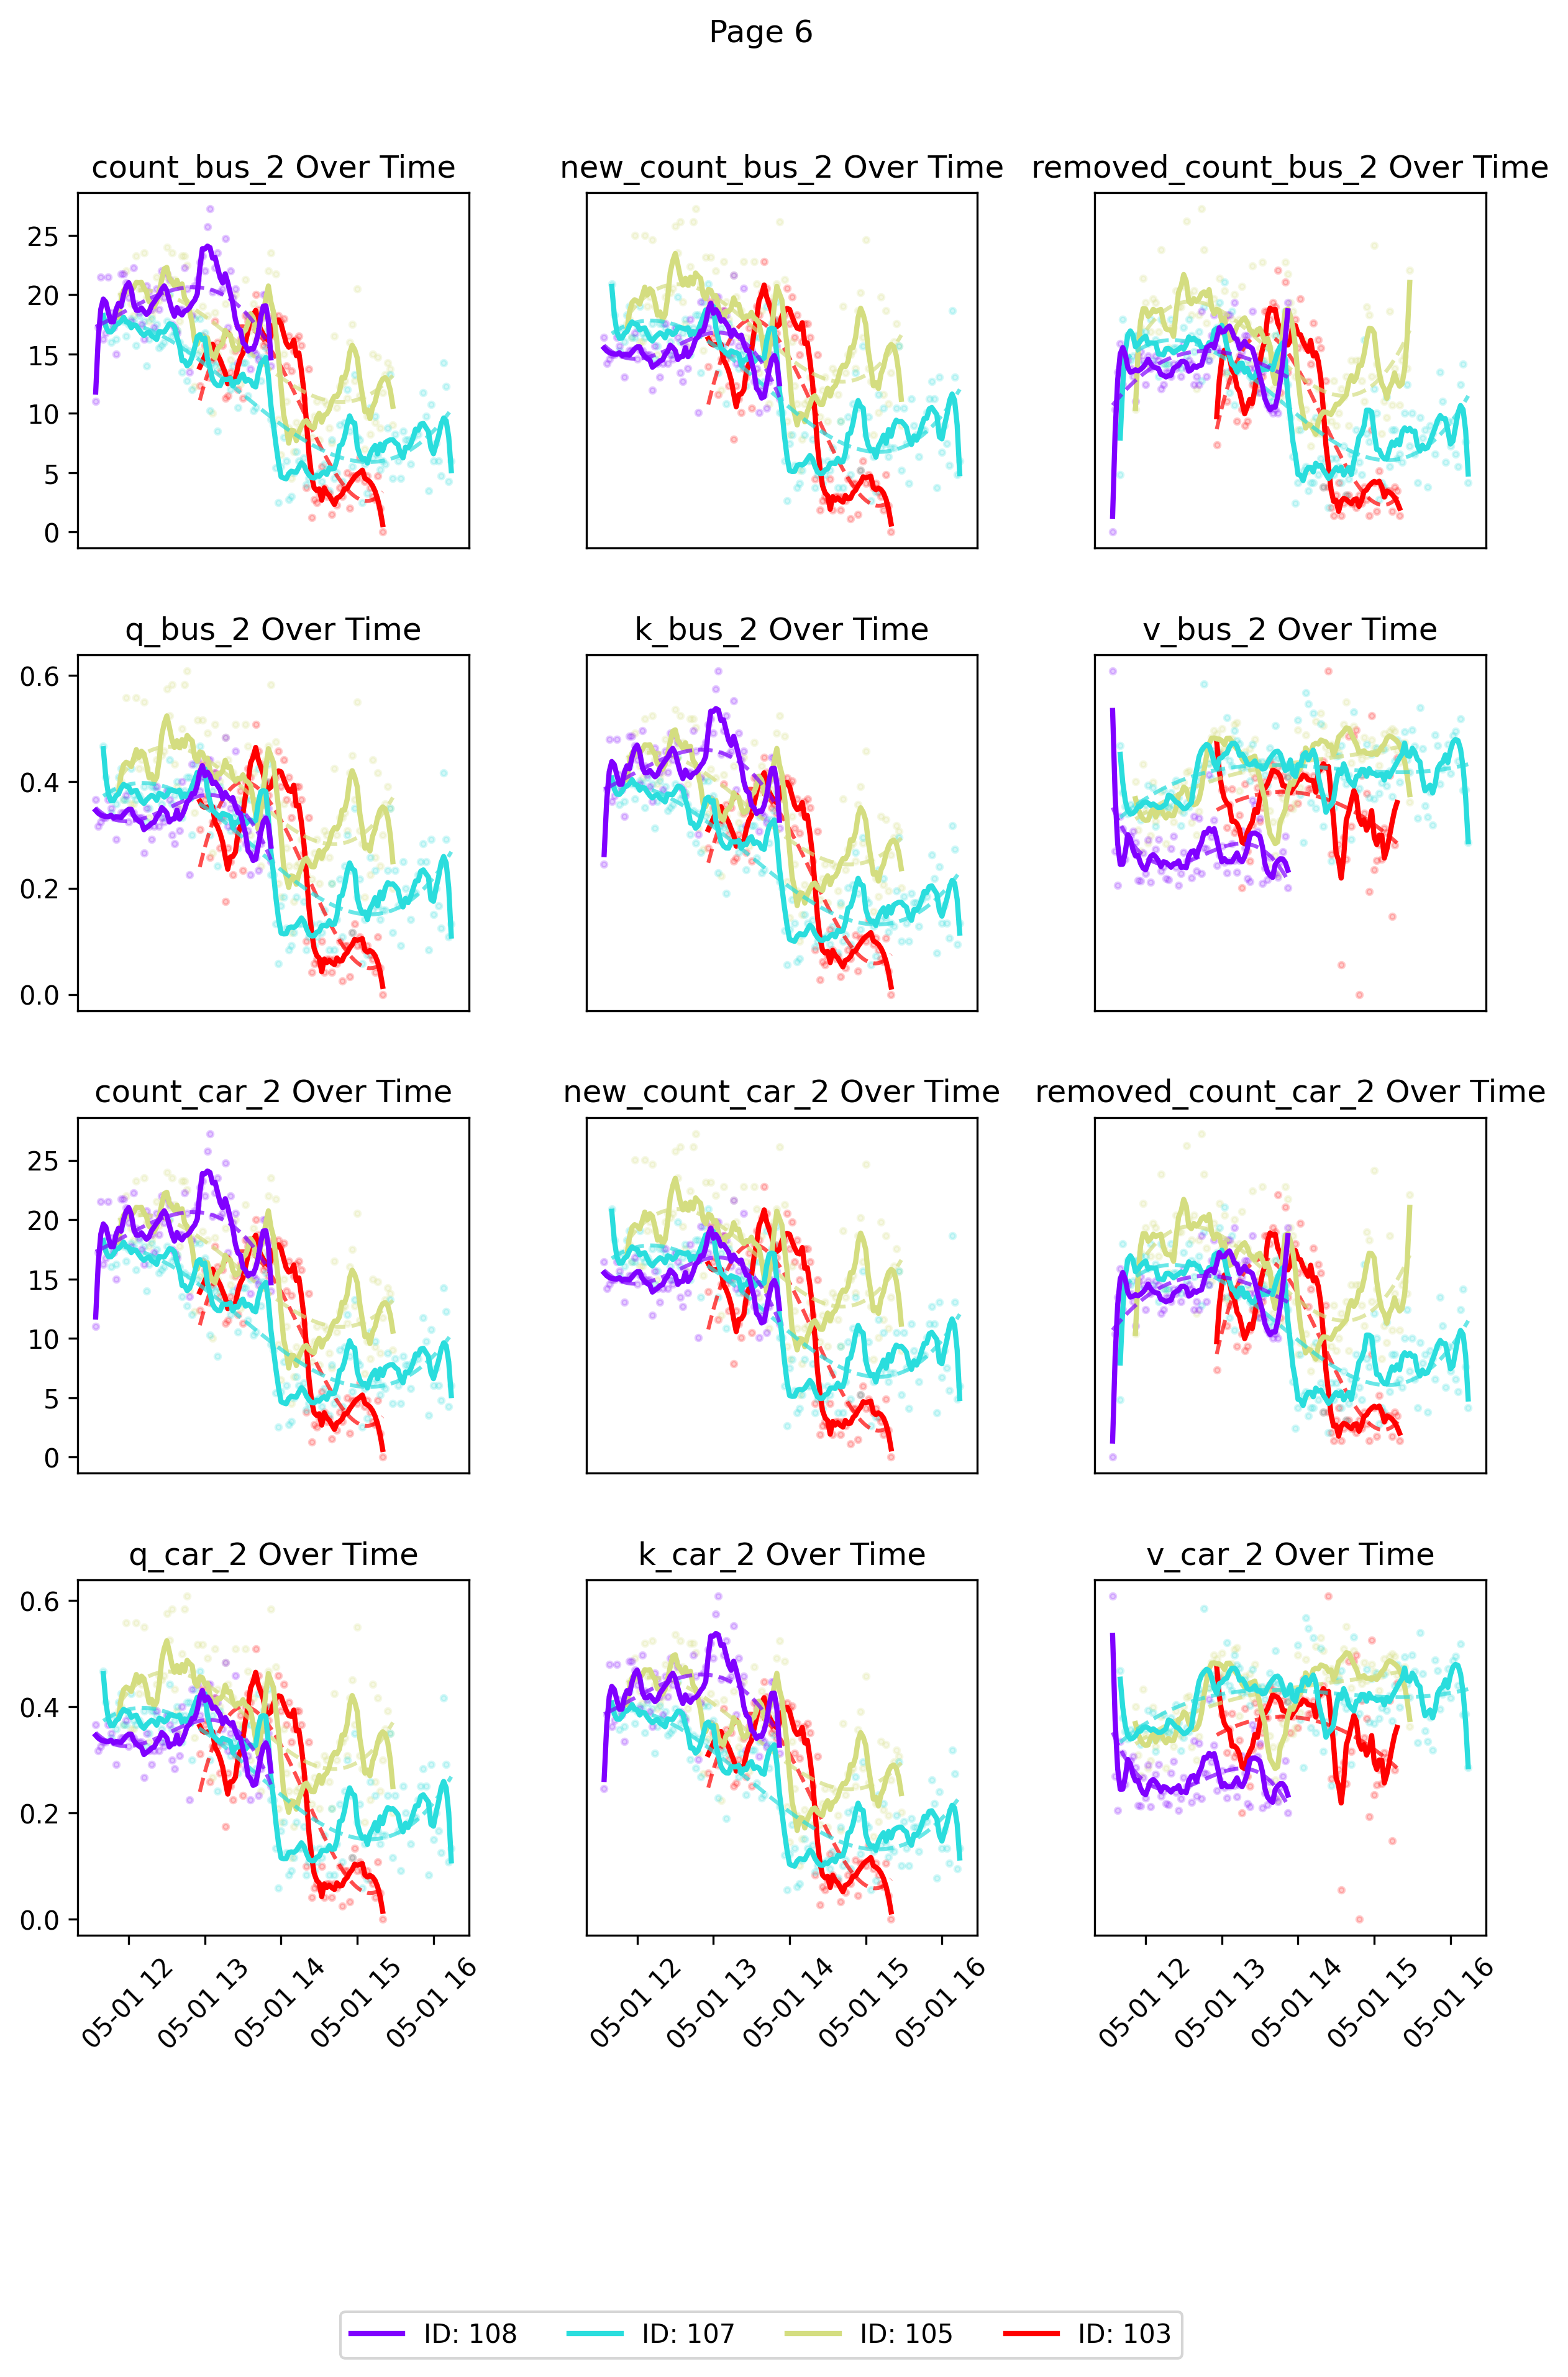 Page 6
count_bus_2 Over Time
new_count_bus_2 Over Time
removed_count_bus_2 Over Time
25
20
15
10
5
0
q_bus_2 Over Time
k_bus_2 Over Time
v_bus_2 Over Time
0.6
0.4
0.2
0.0
count_car_2 Over Time
new_count_car_2 Over Time
removed_count_car_2 Over Time
25
20
15
10
5
0
q_car_2 Over Time
k_car_2 Over Time
v_car_2 Over Time
0.6
0.4
0.2
0.0
05-01 12
05-01 13
05-01 14
05-01 15
05-01 16
05-01 12
05-01 13
05-01 14
05-01 15
05-01 16
05-01 12
05-01 13
05-01 14
05-01 15
05-01 16
ID: 108
ID: 107
ID: 105
ID: 103